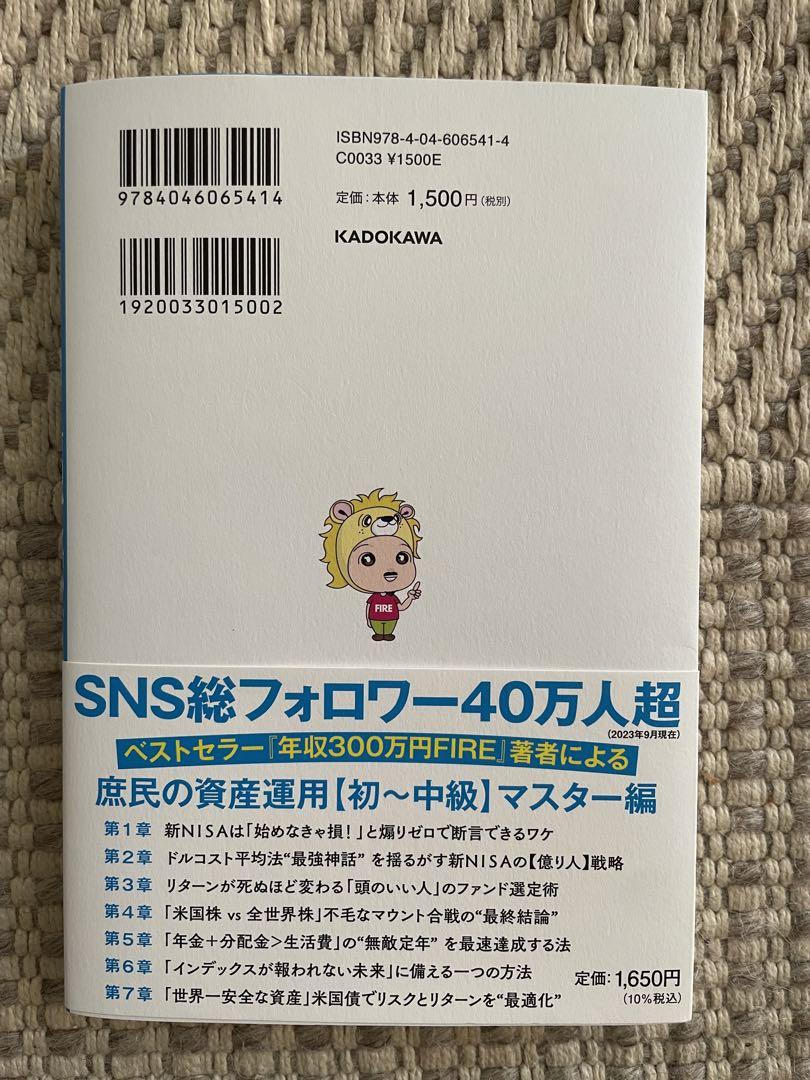 9784046065414
ISBN978-4-04-606541-4
C0033 ¥1500E
定価:本体 1,500円(税別)
KADOKAWA
1920033015002
FIRE
SNS総フォロワー40万人超
(2023年9月現在)
ベストセラー『年収300万円FIRE』著者による
庶民の資産運用【初〜中級】マスター編
第1章 新NISAは「始めなきゃ損!」と煽りゼロで断言できるワケ
第2章 ドルコスト平均法“最強神話”を揺るがす新NISAの【億り人】戦略
第3章 リターンが死ぬほど変わる「頭のいい人」のファンド選定術
第4章 「米国株 vs 全世界株」不毛なマウント合戦の“最終結論”
第5章 「年金+分配金>生活費」の“無敵定年”を最速達成する法
第6章 「インデックスが報われない未来」に備える一つの方法
第7章 「世界一安全な資産」米国債でリスクとリターンを“最適化”
定価:1,650円
(10%税込)